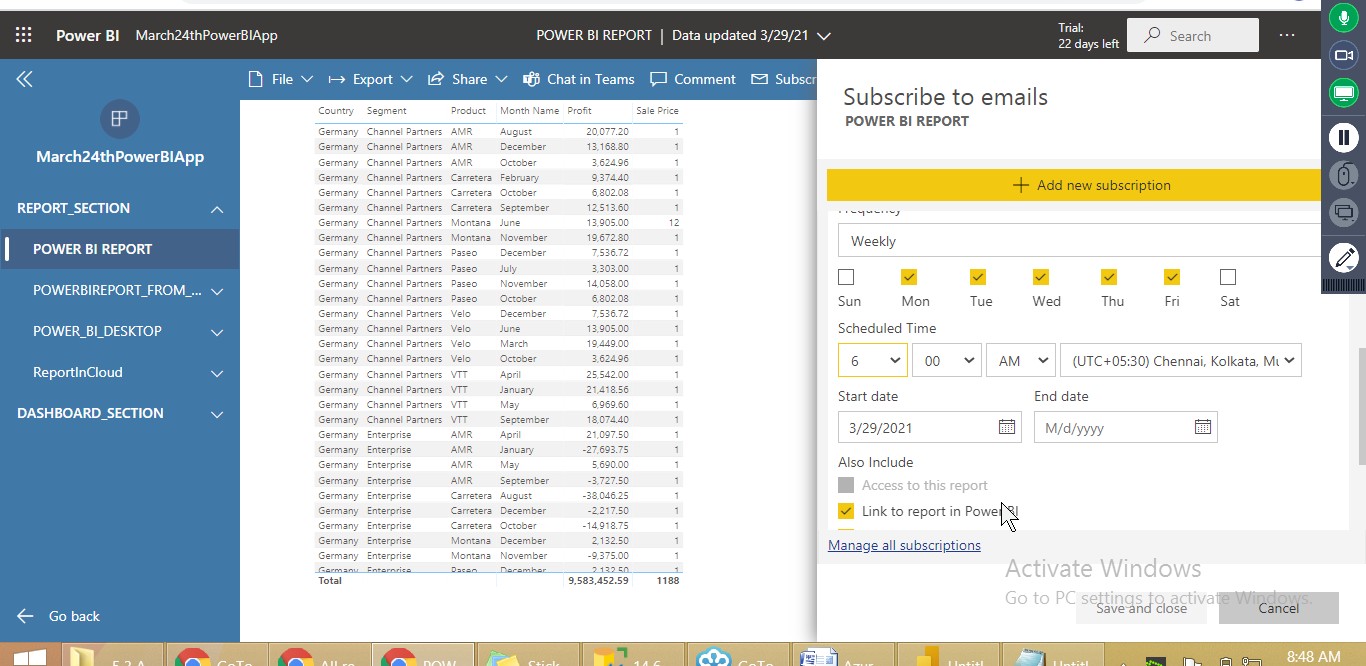 Power BI March24thPowerBIApp POWER BI REPORT | Data updated 3/29/21 Trial: 22 days left Search
File Export Share Chat in Teams Comment Subscr
March24thPowerBIApp
REPORT_SECTION
POWER BI REPORT
POWERBIREPORT_FROM_...
POWER_BI_DESKTOP
ReportInCloud
DASHBOARD_SECTION
Go back
Country Segment Product Month Name Profit Sale Price
Germany Channel Partners AMR August 20,077.20 1
Germany Channel Partners AMR December 13,168.80 1
Germany Channel Partners AMR October 3,624.96 1
Germany Channel Partners Carretera February 9,374.40 1
Germany Channel Partners Carretera October 6,802.08 1
Germany Channel Partners Carretera September 12,513.60 1
Germany Channel Partners Montana June 13,905.00 12
Germany Channel Partners Montana November 19,672.80 1
Germany Channel Partners Paseo December 7,536.72 1
Germany Channel Partners Paseo July 3,303.00 1
Germany Channel Partners Paseo November 14,058.00 1
Germany Channel Partners Paseo October 6,802.08 1
Germany Channel Partners Velo December 7,536.72 1
Germany Channel Partners Velo June 13,905.00 1
Germany Channel Partners Velo March 19,449.00 1
Germany Channel Partners Velo October 3,624.96 1
Germany Channel Partners VTT April 25,542.00 1
Germany Channel Partners VTT January 21,418.56 1
Germany Channel Partners VTT May 6,969.60 1
Germany Channel Partners VTT September 18,074.40 1
Germany Enterprise AMR April 21,097.50 1
Germany Enterprise AMR January -27,693.75 1
Germany Enterprise AMR May 5,690.00 1
Germany Enterprise AMR September -3,727.50 1
Germany Enterprise Carretera August -38,046.25 1
Germany Enterprise Carretera December -2,217.50 1
Germany Enterprise Carretera October -14,918.75 1
Germany Enterprise Montana December 2,132.50 1
Germany Enterprise Montana November -9,375.00 1
Germany Enterprise Paseo December 2,132.50 1
Total 9,583,452.59 1188
Subscribe to emails
POWER BI REPORT
Add new subscription
Frequency
Weekly
Sun Mon Tue Wed Thu Fri Sat
Scheduled Time
6 00 AM (UTC+05:30) Chennai, Kolkata, Mu
Start date End date
3/29/2021 M/d/yyyy
Also Include
Access to this report
Link to report in Power BI
Manage all subscriptions
Activate Windows
Go to PC settings to activate Windows.
Save and close Cancel
5.2 A GoTo All re POW Stick 14.6 GoTo Azur Untitl Untitl 8:48 AM